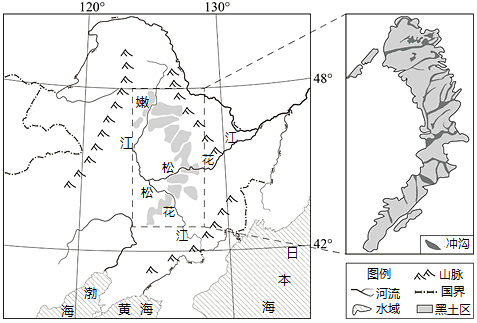 120°
130°
48°
42°
嫩
江
松
花
江
松
花
江
日
本
海
渤
海
黄
海
冲沟
图例
山脉
河流
国界
水域
黑土区